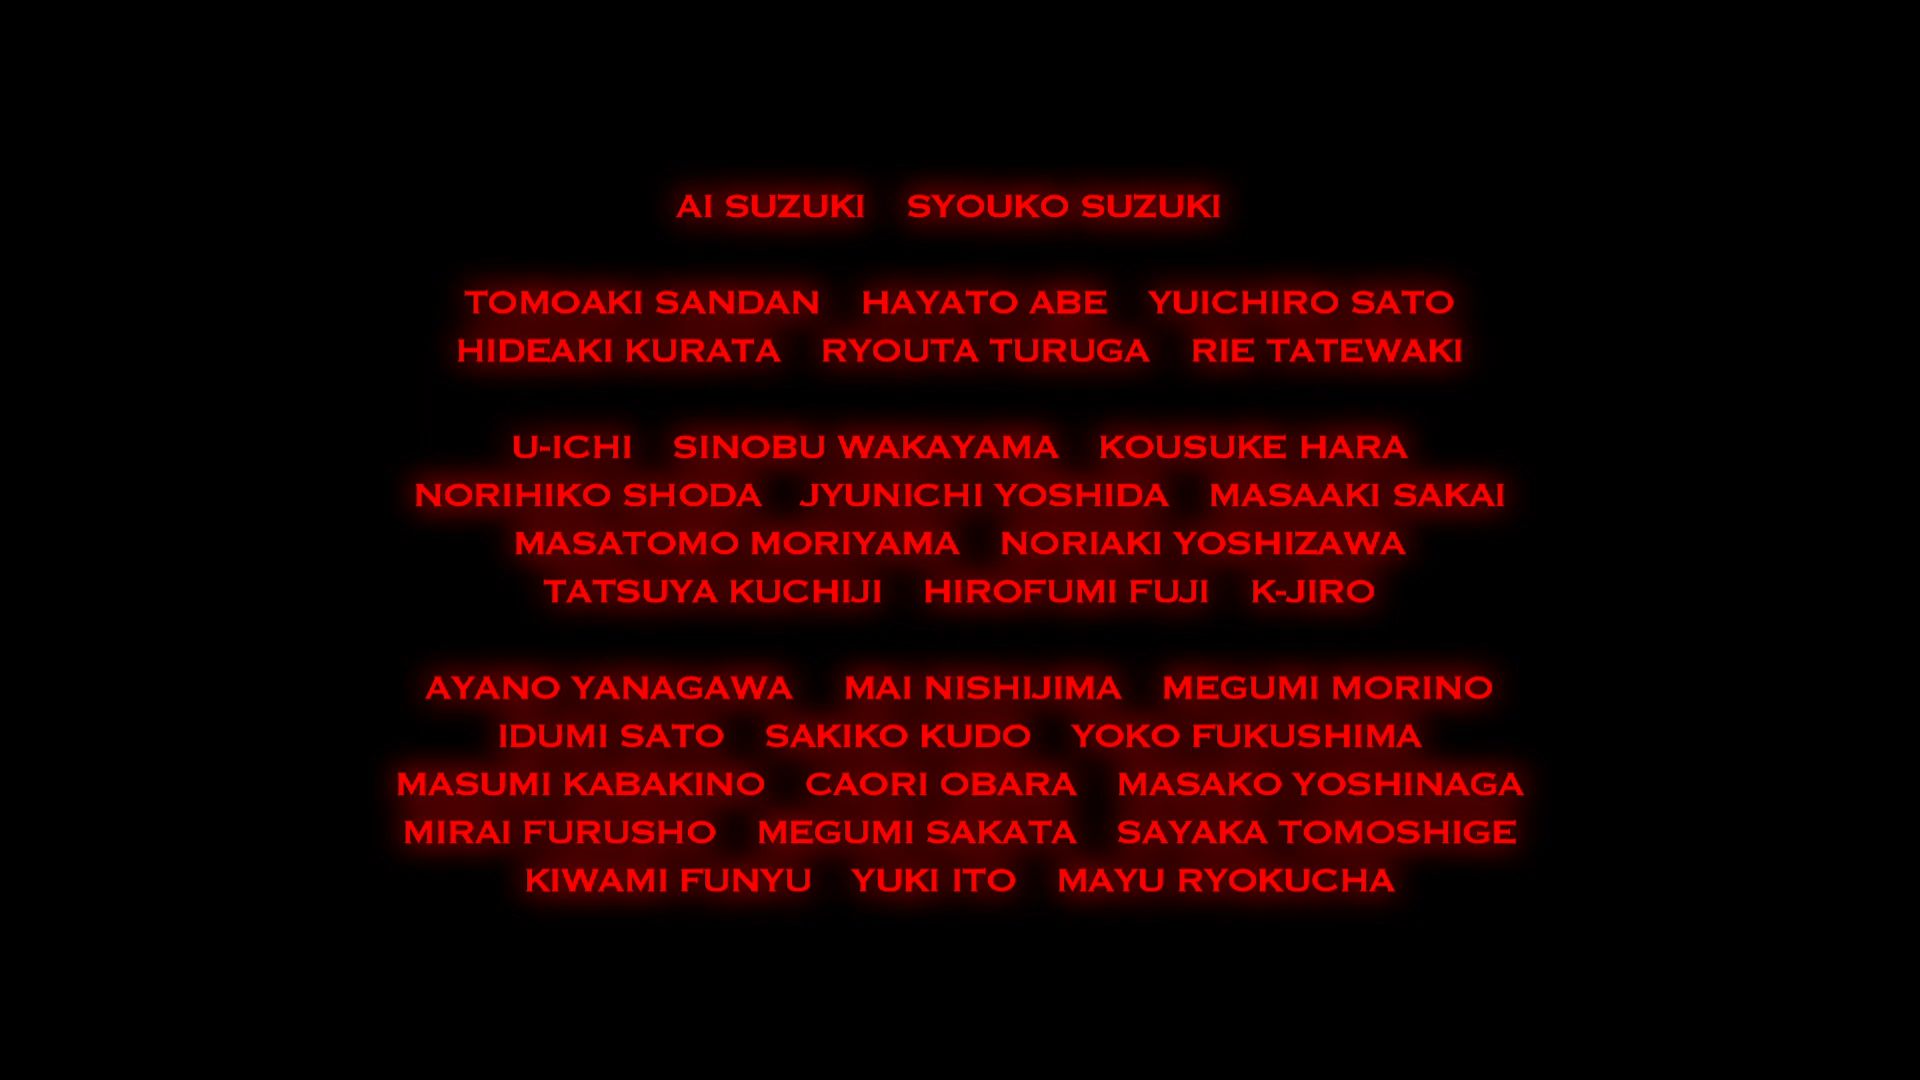 AI SUZUKI SYOUKO SUZUKI
TOMOAKI SANDAN HAYATO ABE YUICHIRO SATO
HIDEAKI KURATA RYOUTA TURUGA RIE TATEWAKI
U-ICHI SINOBU WAKAYAMA KOUSUKE HARA
NORIHIKO SHODA JYUNICHI YOSHIDA MASAAKI SAKAI
MASATOMO MORIYAMA NORIAKI YOSHIZAWA
TATSUYA KUCHIJI HIROFUMI FUJI K-JIRO
AYANO YANAGAWA MAI NISHIJIMA MEGUMI MORINO
IDUMI SATO SAKIKO KUDO YOKO FUKUSHIMA
MASUMI KABAKINO CAORI OBARA MASAKO YOSHINAGA
MIRAI FURUSHO MEGUMI SAKATA SAYAKA TOMOSHIGE
KIWAMI FUNYU YUKI ITO MAYU RYOKUCHA